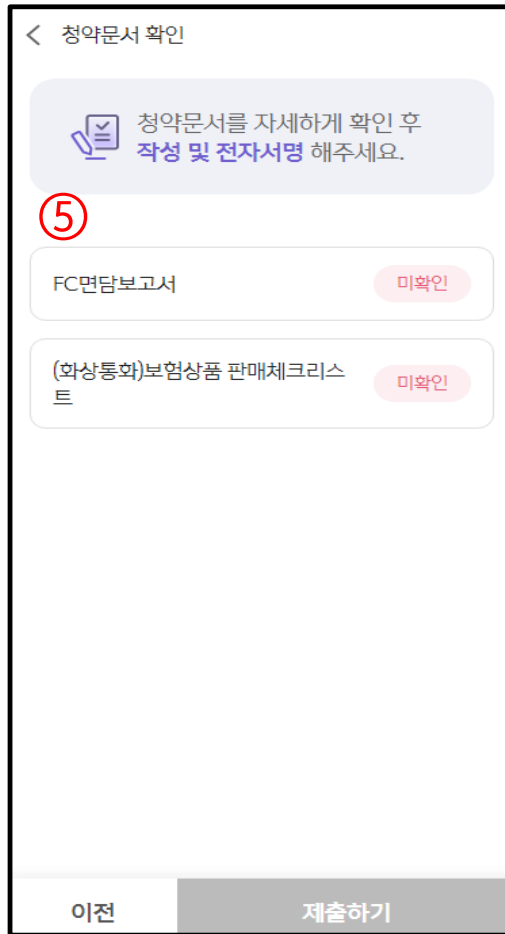 < 청약문서 확인
청약문서를 자세하게 확인 후
작성 및 전자서명 해주세요.
⑤
FC면담보고서 미확인
(화상통화)보험상품 판매체크리스
트 미확인
이전 제출하기